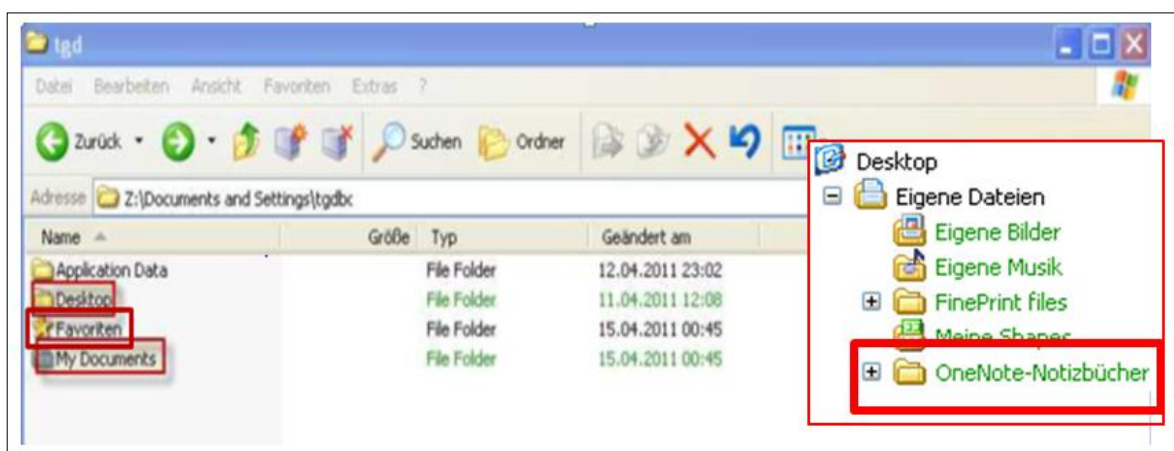 tgd
Datei Bearbeiten Ansicht Favoriten Extras ?
Zurück Suchen Ordner
Adresse Z:\Documents and Settings\tgdbc
Name Größe Typ Geändert am
Application Data File Folder 12.04.2011 23:02
Desktop File Folder 11.04.2011 12:08
Favoriten File Folder 15.04.2011 00:45
My Documents File Folder 15.04.2011 00:45
Desktop
Eigene Dateien
Eigene Bilder
Eigene Musik
FinePrint files
Meine Shapes
OneNote-Notizbücher